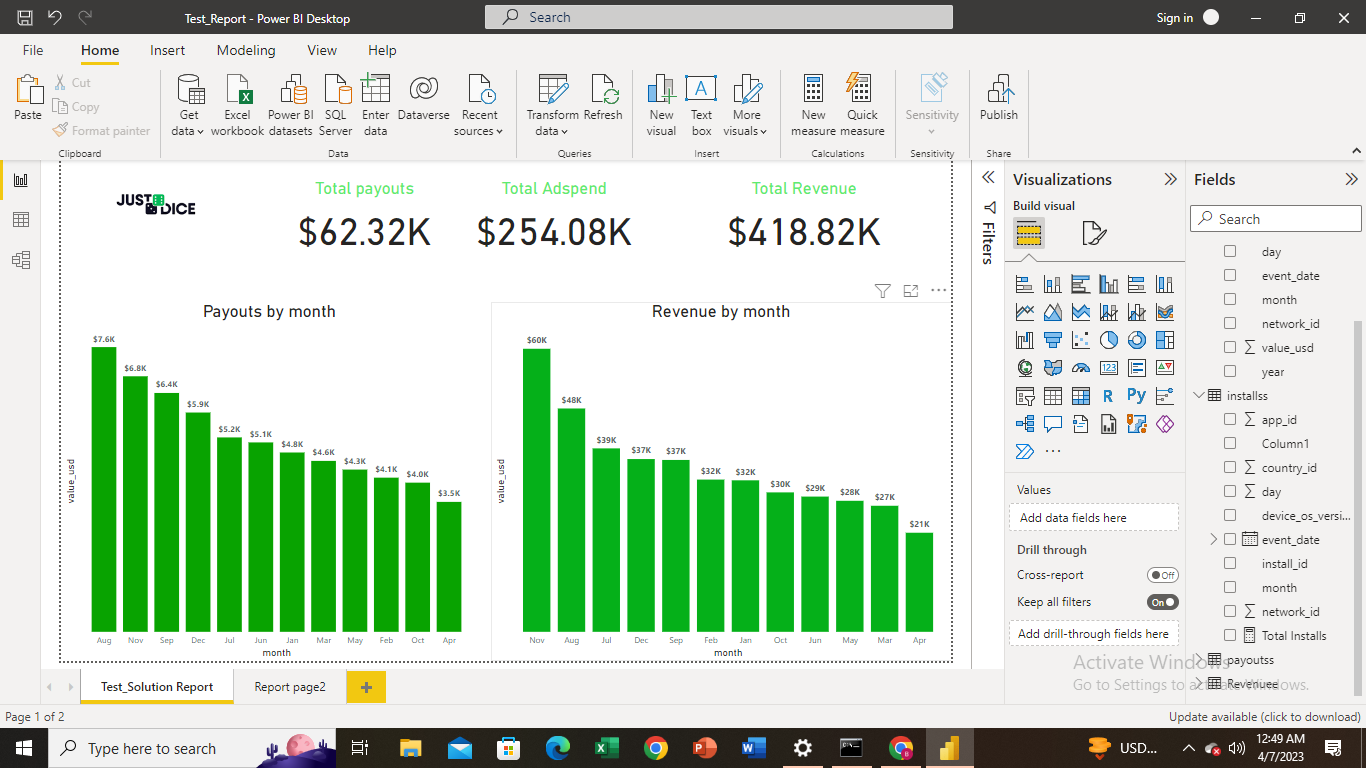 Test_Report - Power BI Desktop
Search
Sign in
File Home Insert Modeling View Help
Paste
Cut
Copy
Format painter
Clipboard
Get data
Excel workbook
Power BI datasets
SQL Server
Enter data
Dataverse
Recent sources
Data
Transform data
Refresh
Queries
New visual
Text box
More visuals
Insert
New measure
Quick measure
Calculations
Sensitivity
Sensitivity
Publish
Share
JUST DICE
Total payouts
$62.32K
Total Adspend
$254.08K
Total Revenue
$418.82K
Payouts by month
$7.6K
$6.8K
$6.4K
$5.9K
$5.2K
$5.1K
$4.8K
$4.6K
$4.3K
$4.1K
$4.0K
$3.5K
value_usd
Aug Nov Sep Dec Jul Jun Jan Mar May Feb Oct Apr
month
Revenue by month
$60K
$48K
$39K
$37K
$37K
$32K
$32K
$30K
$29K
$28K
$27K
$21K
value_usd
Nov Aug Jul Dec Sep Feb Jan Oct Jun May Mar Apr
month
Filters
Visualizations
Build visual
123
R
Py
Values
Add data fields here
Drill through
Cross-report
Off
Keep all filters
On
Add drill-through fields here
Fields
Search
day
event_date
month
network_id
value_usd
year
installss
app_id
Column1
country_id
day
device_os_versi...
event_date
install_id
month
network_id
Total Installs
payoutss
Revenuee
Activate Windows
Go to Settings to activate Windows.
Test_Solution Report
Report page2
Page 1 of 2
Update available (click to download)
Type here to search
USD...
12:49 AM
4/7/2023